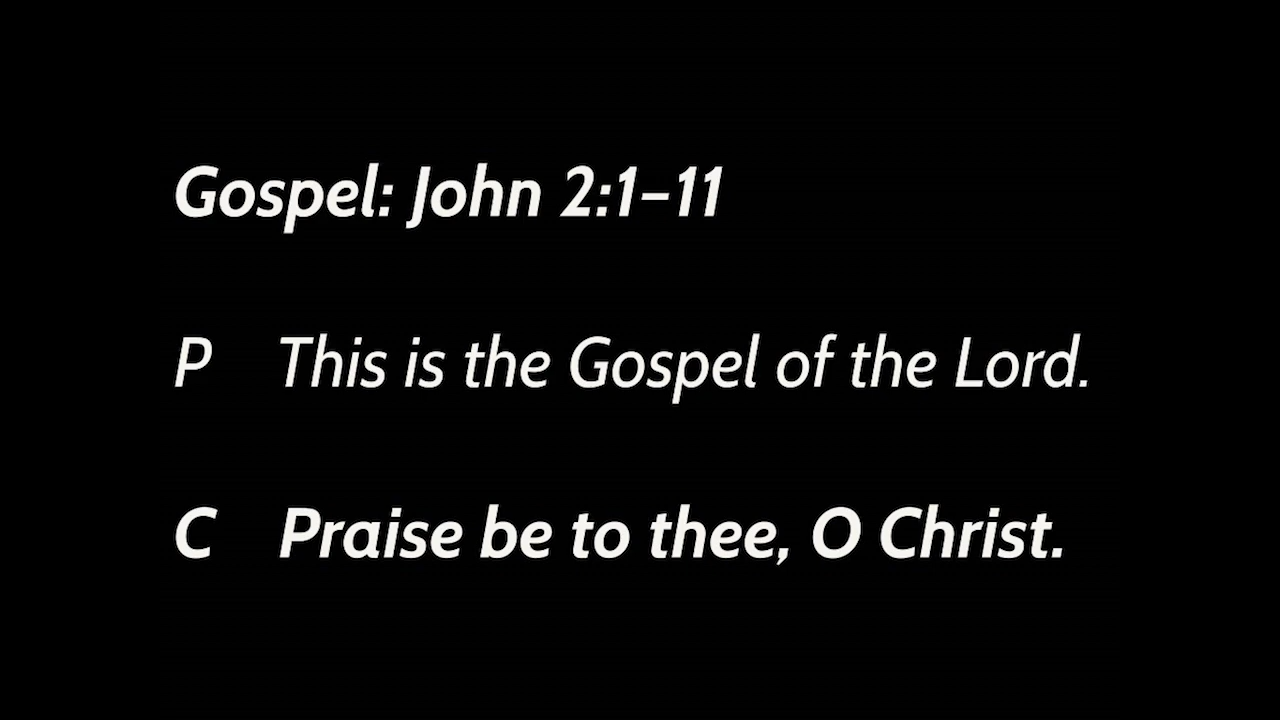 Gospel: John 2:1–11
P This is the Gospel of the Lord.
C Praise be to thee, O Christ.